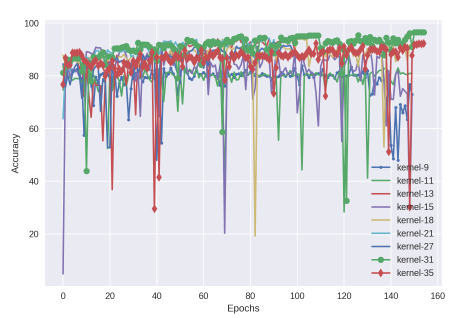 100
80
60
40
20
Accuracy
0
20
40
60
80
100
120
140
160
Epochs
kernel-9
kernel-11
kernel-13
kernel-15
kernel-18
kernel-21
kernel-27
kernel-31
kernel-35